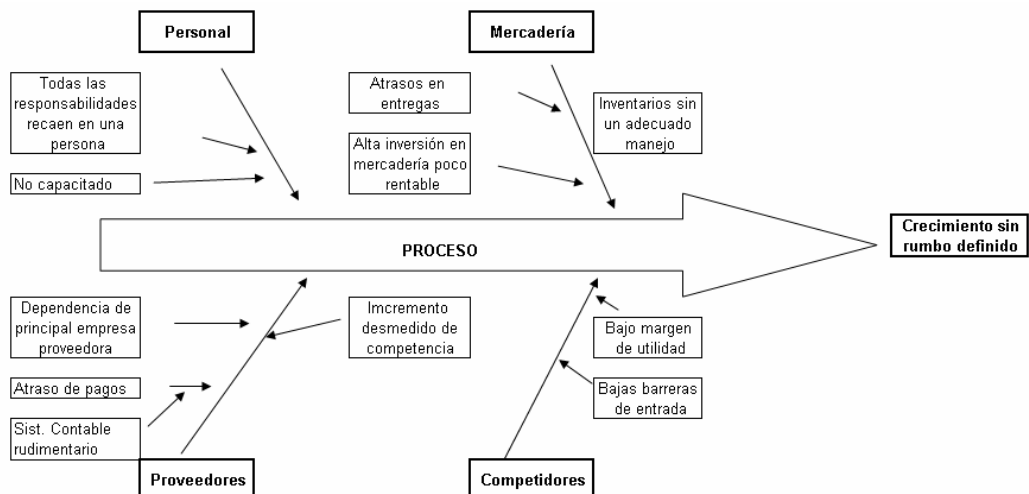 Personal
Mercadería
Todas las
responsabilidades
recaen en una
persona
No capacitado
Atrasos en
entregas
Alta inversión en
mercadería poco
rentable
Inventarios sin
un adecuado
manejo
PROCESO
Crecimiento sin
rumbo definido
Dependencia de
principal empresa
proveedora
Atraso de pagos
Sist. Contable
rudimentario
Imcremento
desmedido de
competencia
Bajo margen
de utilidad
Bajas barreras
de entrada
Proveedores
Competidores